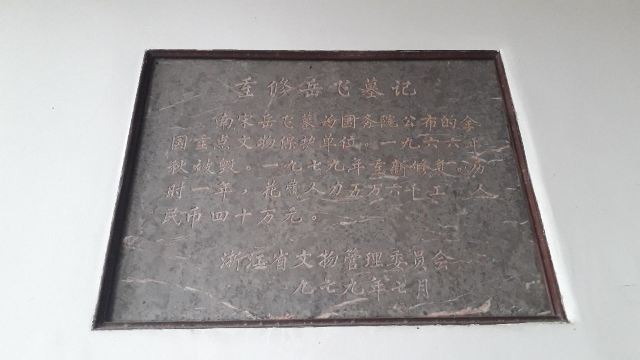 重修岳飞墓记
南宋岳飞墓为国务院公布的全
国重点文物保护单位。一九六六年
秋被毁。一九七九年重新修复。历
时一年，花费人力五万六千工，人
民币四十万元。
浙江省文物管理委员会
一九七九年七月